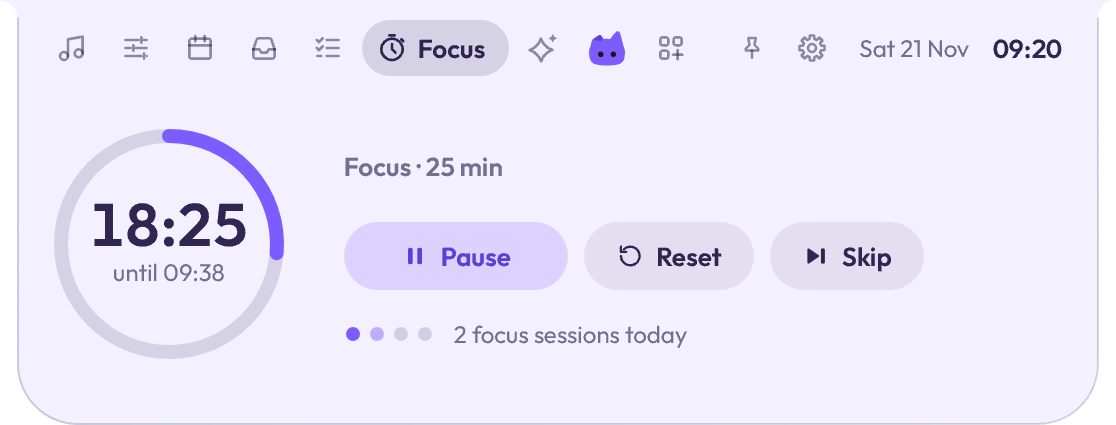 Focus
Sat 21 Nov 09:20
18:25
until 09:38
Focus · 25 min
Pause
Reset
Skip
2 focus sessions today